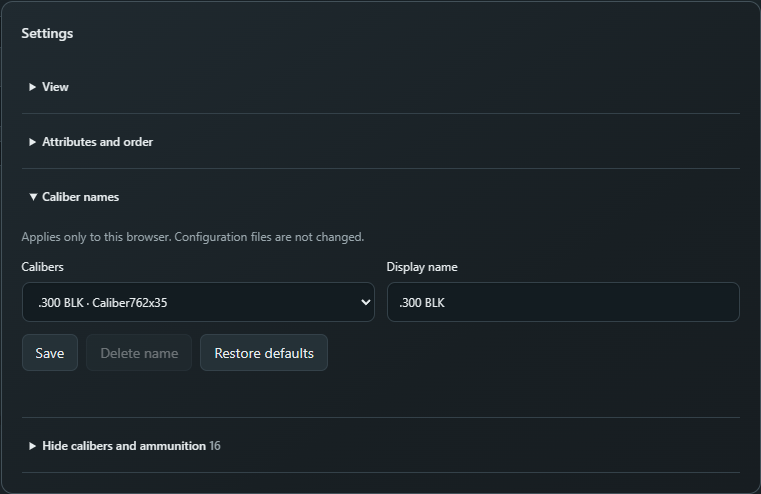 Settings
View
Attributes and order
Caliber names
Applies only to this browser. Configuration files are not changed.
Calibers
Display name
.300 BLK · Caliber762x35
.300 BLK
Save
Delete name
Restore defaults
Hide calibers and ammunition 16